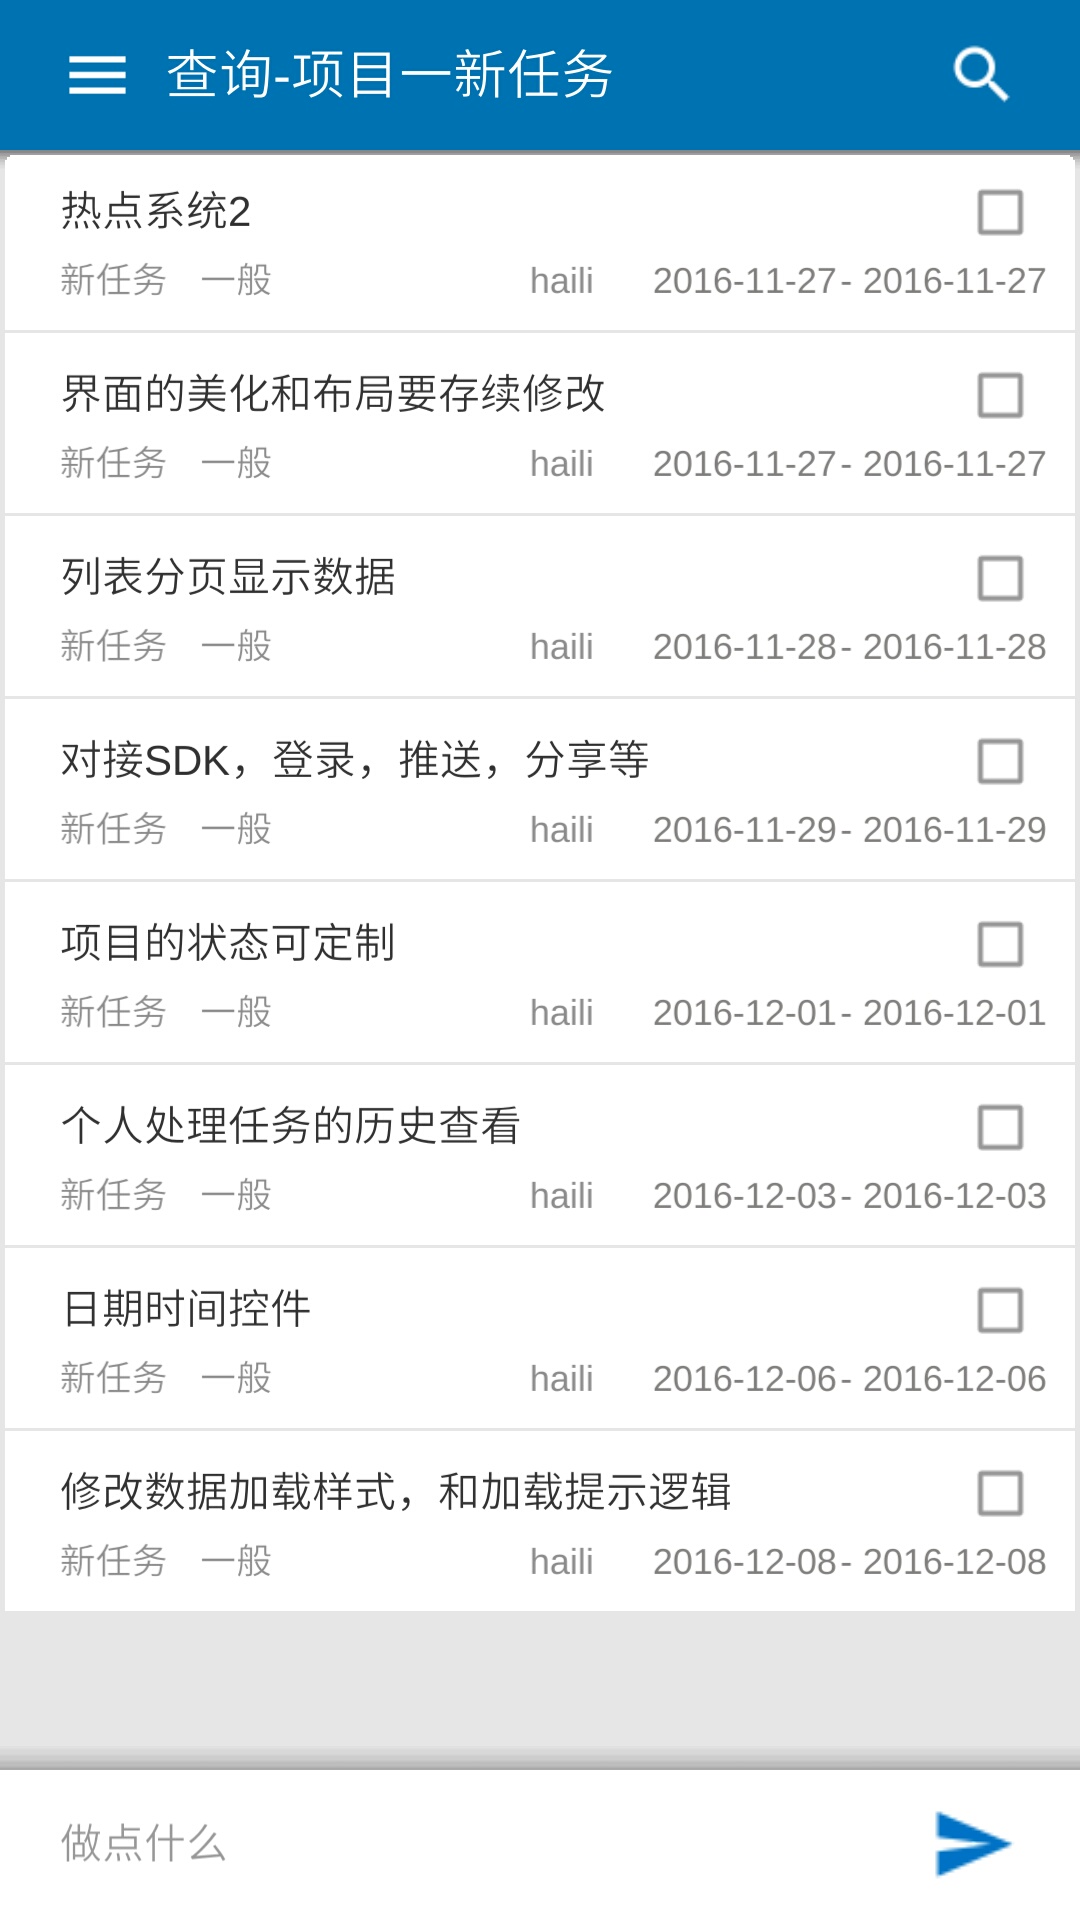 查询-项目一新任务
热点系统2
新任务 一般 haili 2016-11-27- 2016-11-27
界面的美化和布局要存续修改
新任务 一般 haili 2016-11-27- 2016-11-27
列表分页显示数据
新任务 一般 haili 2016-11-28- 2016-11-28
对接SDK，登录，推送，分享等
新任务 一般 haili 2016-11-29- 2016-11-29
项目的状态可定制
新任务 一般 haili 2016-12-01- 2016-12-01
个人处理任务的历史查看
新任务 一般 haili 2016-12-03- 2016-12-03
日期时间控件
新任务 一般 haili 2016-12-06- 2016-12-06
修改数据加载样式，和加载提示逻辑
新任务 一般 haili 2016-12-08- 2016-12-08
做点什么